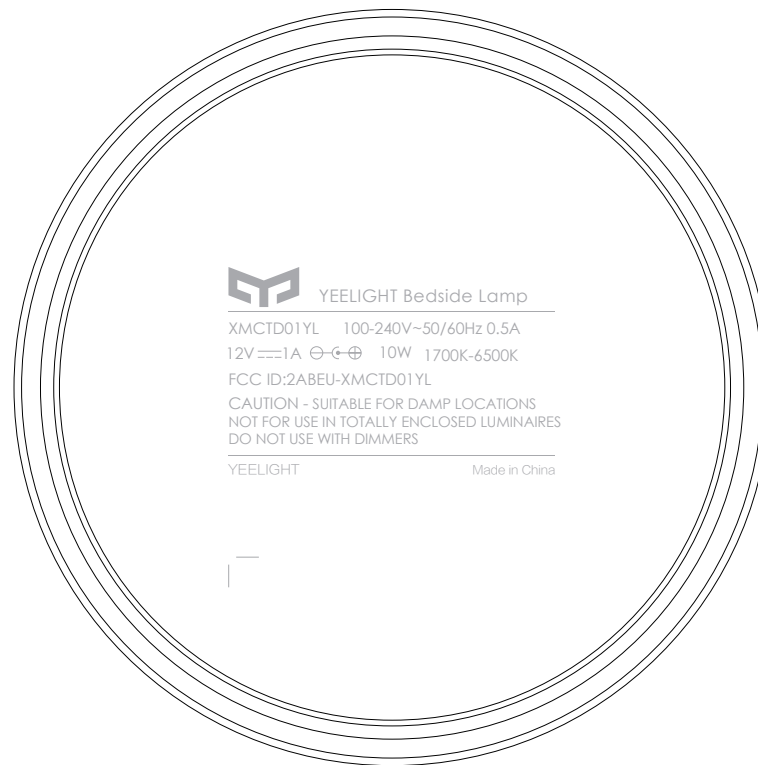 YEELIGHT Bedside Lamp
XMCTD01YL 100-240V~50/60Hz 0.5A
12V⎓1A 10W 1700K-6500K
FCC ID:2ABEU-XMCTD01YL
CAUTION - SUITABLE FOR DAMP LOCATIONS
NOT FOR USE IN TOTALLY ENCLOSED LUMINAIRES
DO NOT USE WITH DIMMERS
YEELIGHT Made in China